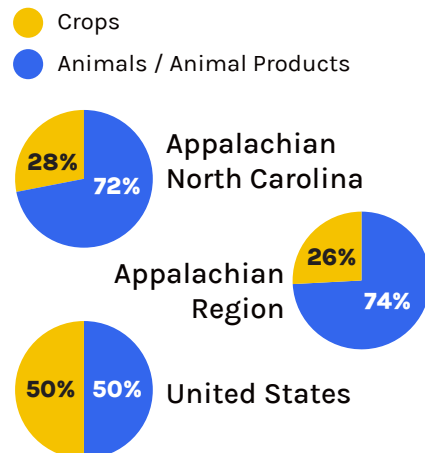 Crops
Animals / Animal Products
28%
72%
Appalachian
North Carolina
Appalachian
Region
26%
74%
50%
50%
United States